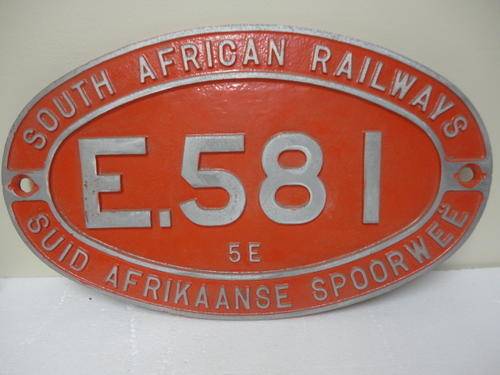 SOUTH AFRICAN RAILWAYS
E.581
5E
SUID AFRIKAANSE SPOORWEË